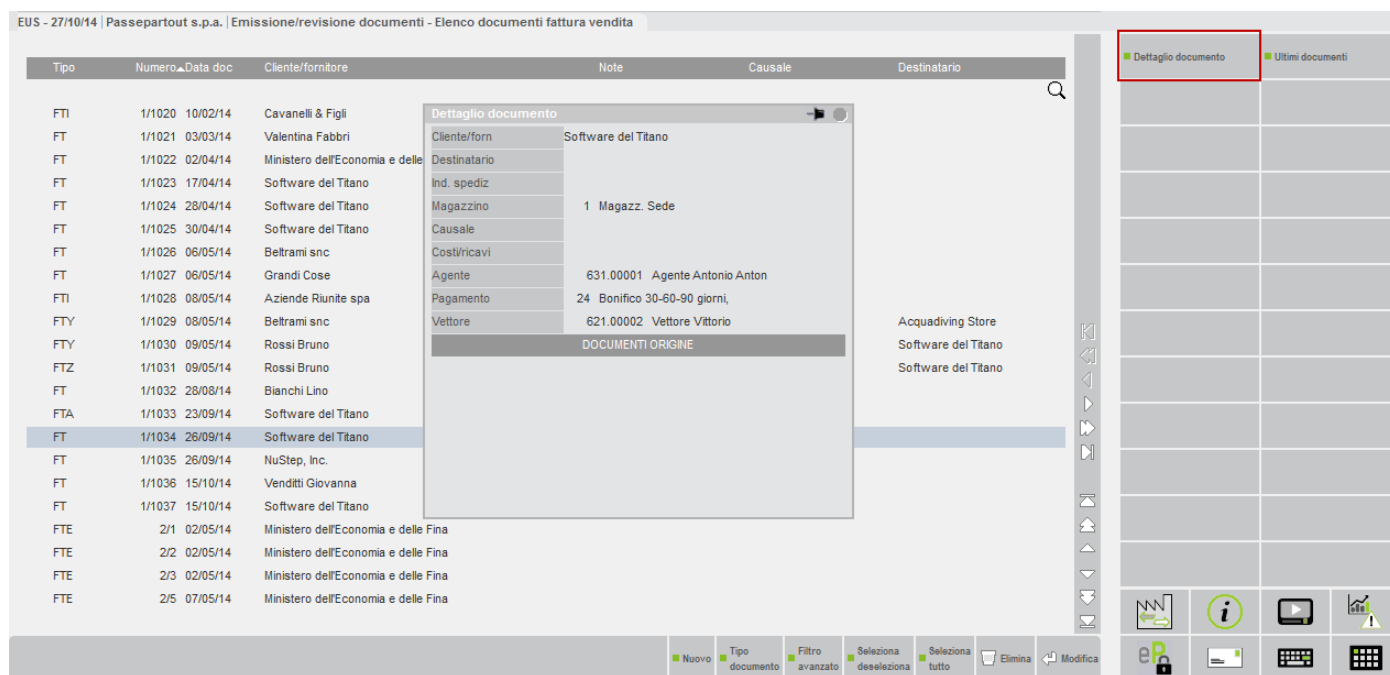 EUS - 27/10/14 | Passepartout s.p.a. | Emissione/revisione documenti - Elenco documenti fattura vendita
Tipo Numero Data doc Cliente/fornitore Note Causale Destinatario
FTI 1/1020 10/02/14 Cavanelli & Figli
FT 1/1021 03/03/14 Valentina Fabbri
FT 1/1022 02/04/14 Ministero dell'Economia e delle
FT 1/1023 17/04/14 Software del Titano
FT 1/1024 28/04/14 Software del Titano
FT 1/1025 30/04/14 Software del Titano
FT 1/1026 06/05/14 Beltrami snc
FT 1/1027 06/05/14 Grandi Cose
FTI 1/1028 08/05/14 Aziende Riunite spa
FTY 1/1029 08/05/14 Beltrami snc Acquadiving Store
FTY 1/1030 09/05/14 Rossi Bruno Software del Titano
FTZ 1/1031 09/05/14 Rossi Bruno Software del Titano
FT 1/1032 28/08/14 Bianchi Lino
FTA 1/1033 23/09/14 Software del Titano
FT 1/1034 26/09/14 Software del Titano
FT 1/1035 26/09/14 NuStep, Inc.
FT 1/1036 15/10/14 Venditti Giovanna
FT 1/1037 15/10/14 Software del Titano
FTE 2/1 02/05/14 Ministero dell'Economia e delle Fina
FTE 2/2 02/05/14 Ministero dell'Economia e delle Fina
FTE 2/3 02/05/14 Ministero dell'Economia e delle Fina
FTE 2/5 07/05/14 Ministero dell'Economia e delle Fina
Dettaglio documento
Cliente/forn Software del Titano
Destinatario
Ind. spediz
Magazzino 1 Magazz. Sede
Causale
Costi/ricavi
Agente 631.00001 Agente Antonio Anton
Pagamento 24 Bonifico 30-60-90 giorni,
Vettore 621.00002 Vettore Vittorio
DOCUMENTI ORIGINE
Dettaglio documento
Ultimi documenti
Nuovo
Tipo
documento
Filtro
avanzato
Seleziona
deseleziona
Seleziona
tutto
Elimina
Modifica
i
eP